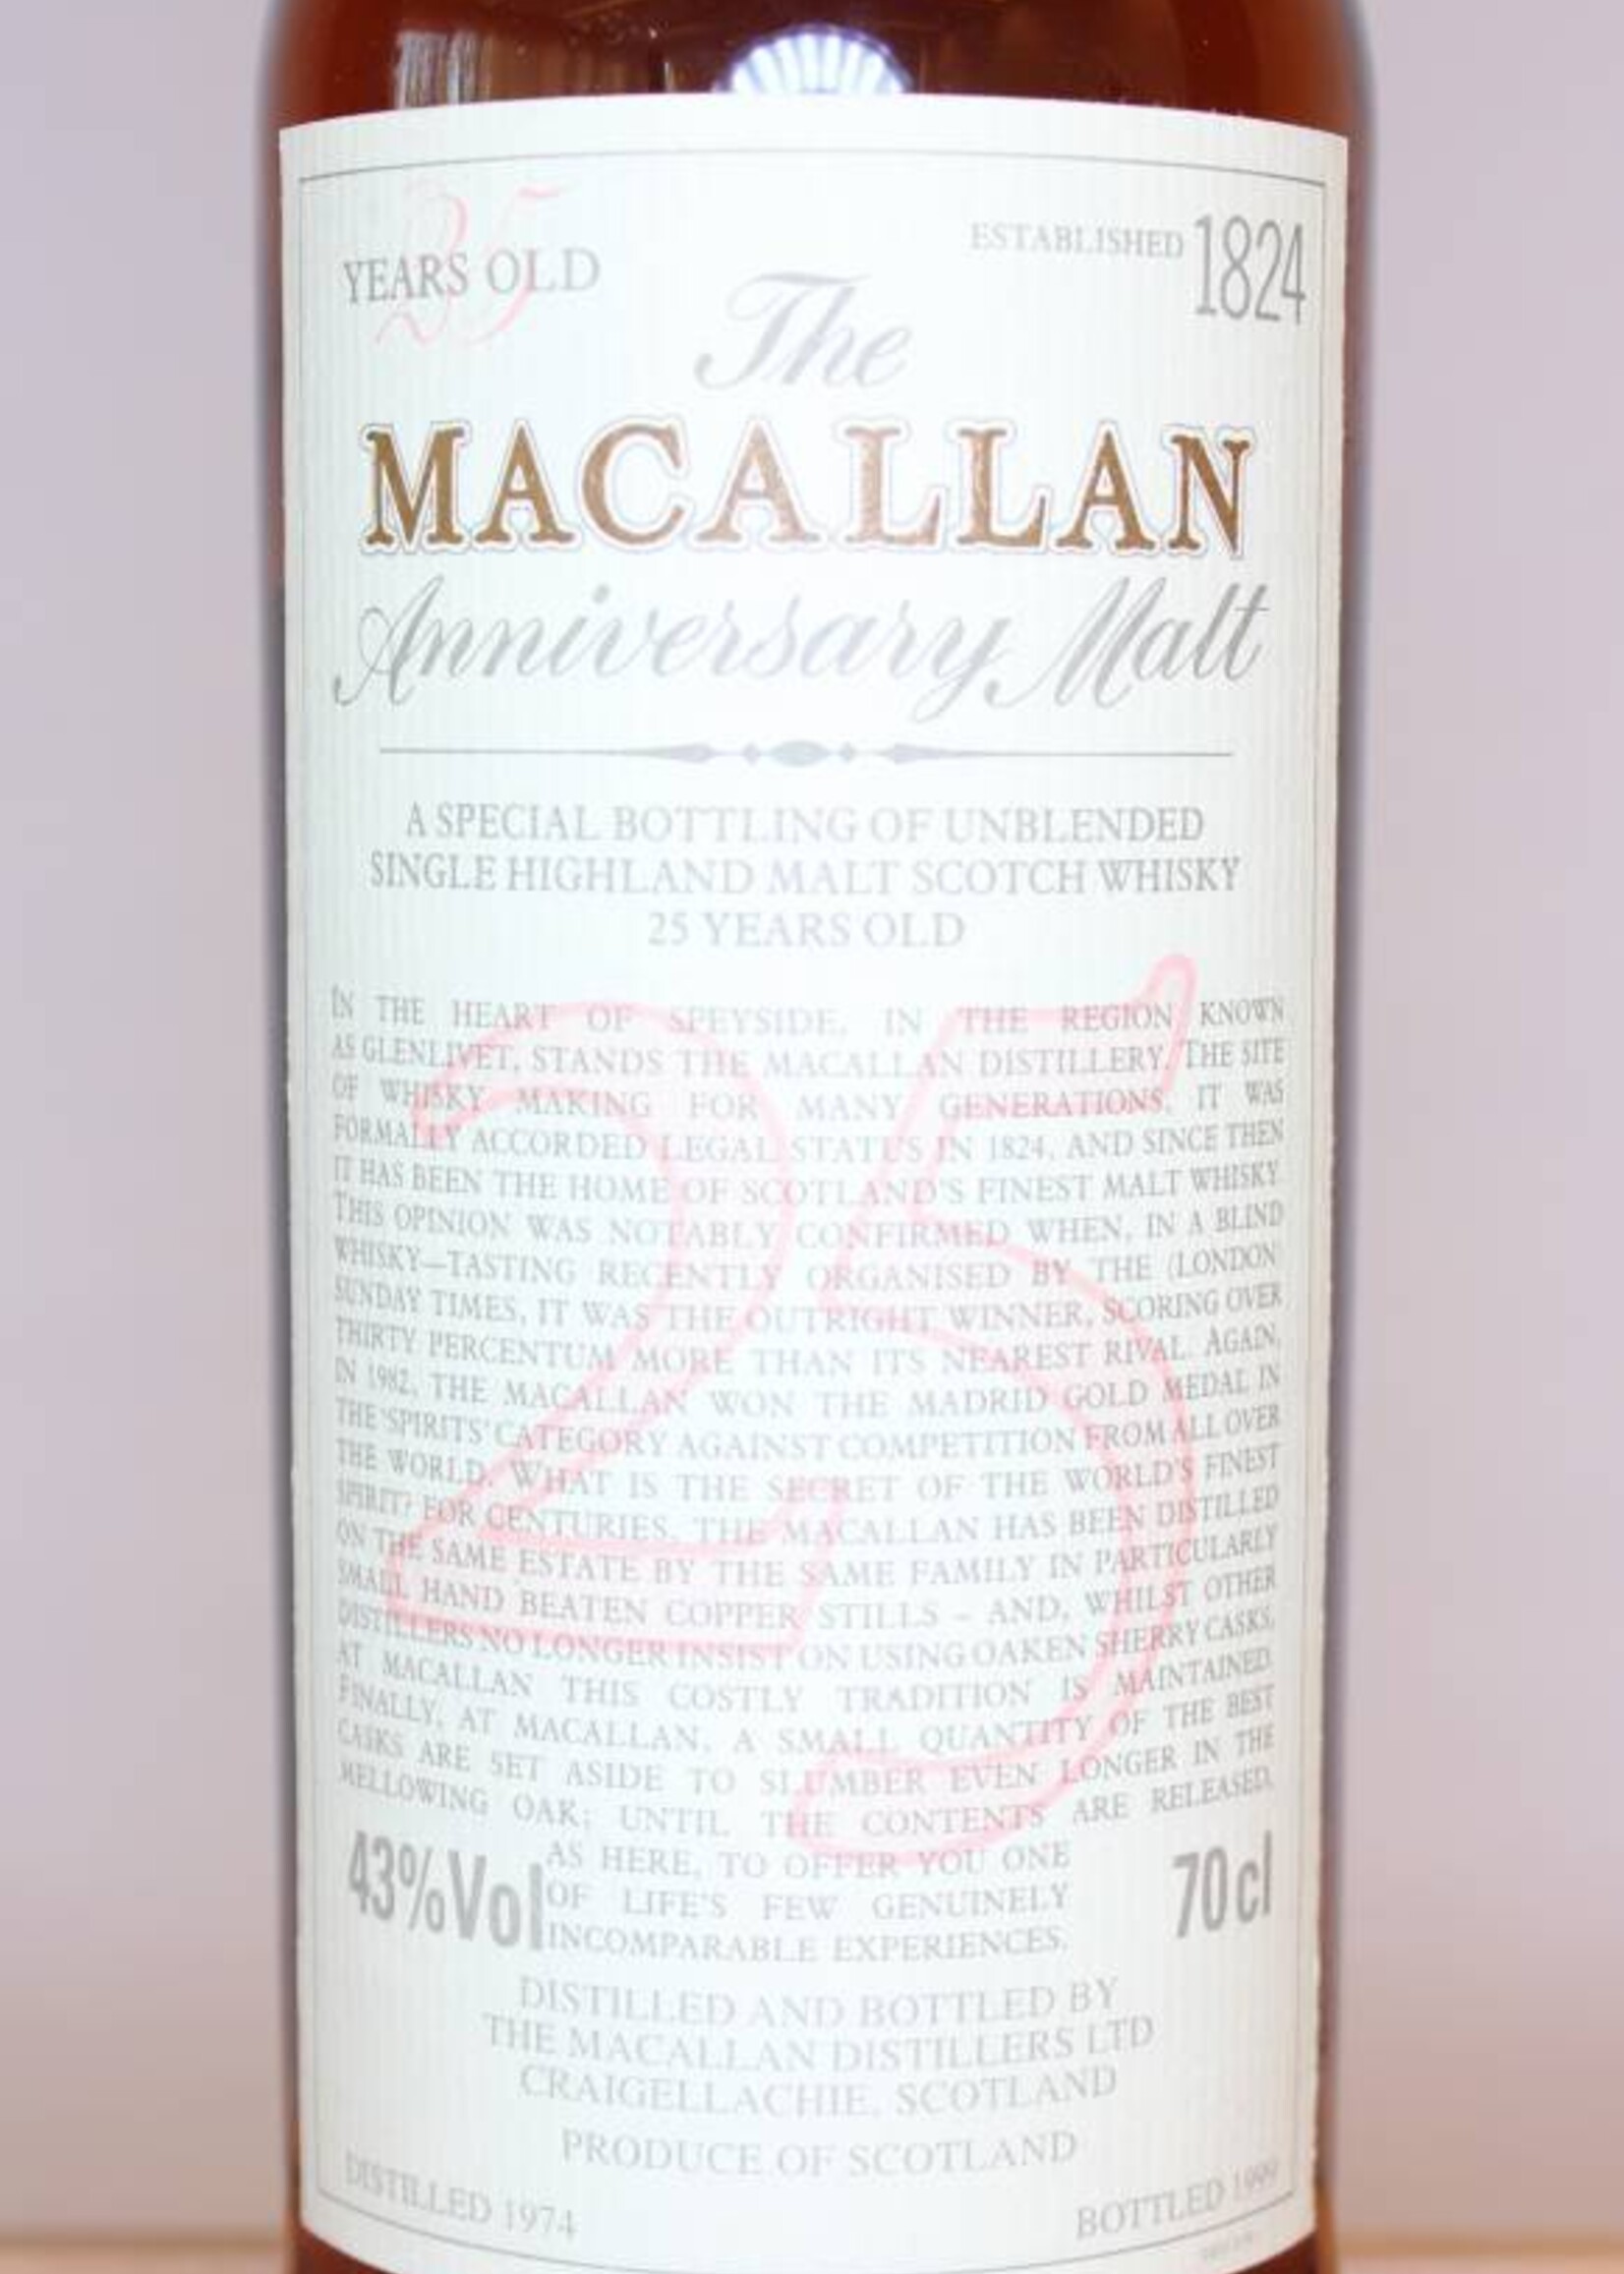 25
YEARS OLD
ESTABLISHED 1824
The
MACALLAN
Anniversary Malt
A SPECIAL BOTTLING OF UNBLENDED
SINGLE HIGHLAND MALT SCOTCH WHISKY
25 YEARS OLD
25
IN THE HEART OF SPEYSIDE, IN THE REGION KNOWN
AS GLENLIVET, STANDS THE MACALLAN DISTILLERY. THE SITE
OF WHISKY MAKING FOR MANY GENERATIONS, IT WAS
FORMALLY ACCORDED LEGAL STATUS IN 1824, AND SINCE THEN
IT HAS BEEN THE HOME OF SCOTLAND'S FINEST MALT WHISKY.
THIS OPINION WAS NOTABLY CONFIRMED WHEN, IN A BLIND
WHISKY–TASTING RECENTLY ORGANISED BY THE (LONDON)
SUNDAY TIMES, IT WAS THE OUTRIGHT WINNER, SCORING OVER
THIRTY PERCENTUM MORE THAN ITS NEAREST RIVAL. AGAIN,
IN 1982, THE MACALLAN WON THE MADRID GOLD MEDAL IN
THE 'SPIRITS' CATEGORY AGAINST COMPETITION FROM ALL OVER
THE WORLD. WHAT IS THE SECRET OF THE WORLD'S FINEST
SPIRIT? FOR CENTURIES, THE MACALLAN HAS BEEN DISTILLED
ON THE SAME ESTATE BY THE SAME FAMILY IN PARTICULARLY
SMALL HAND BEATEN COPPER STILLS – AND, WHILST OTHER
DISTILLERS NO LONGER INSIST ON USING OAKEN SHERRY CASKS,
AT MACALLAN THIS COSTLY TRADITION IS MAINTAINED.
FINALLY, AT MACALLAN, A SMALL QUANTITY OF THE BEST
CASKS ARE SET ASIDE TO SLUMBER EVEN LONGER IN THE
MELLOWING OAK; UNTIL THE CONTENTS ARE RELEASED,
AS HERE, TO OFFER YOU ONE
OF LIFE'S FEW GENUINELY
INCOMPARABLE EXPERIENCES.
43%Vol
70cl
DISTILLED AND BOTTLED BY
THE MACALLAN DISTILLERS LTD
CRAIGELLACHIE, SCOTLAND
PRODUCE OF SCOTLAND
DISTILLED 1974
BOTTLED 1999